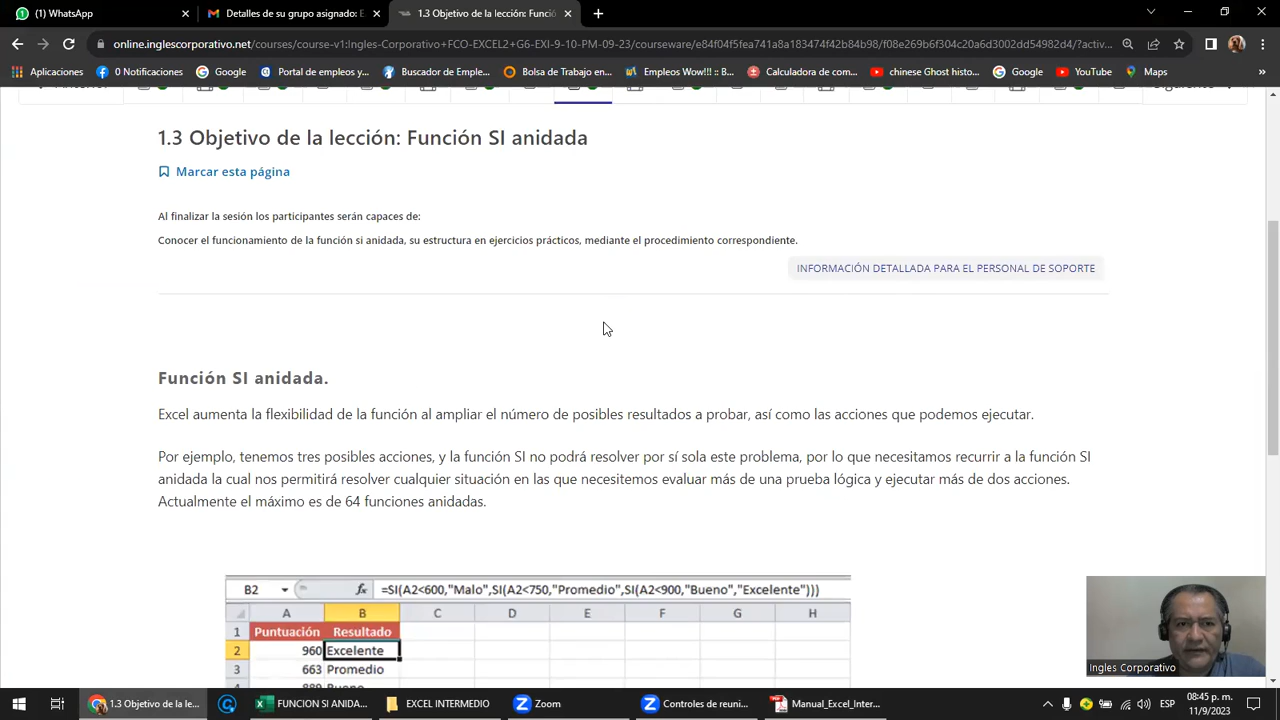 (1) WhatsApp
Detalles de su grupo asignado: E
1.3 Objetivo de la lección: Funció
online.inglescorporativo.net/courses/course-v1:Ingles-Corporativo+FCO-EXCEL2+G6-EXI-9-10-PM-09-23/courseware/e84f04f5fea741a8a183474f42b84b98/f08e269b6f304c20a6d3002dd54982d4/?activ...
Aplicaciones
0 Notificaciones
Google
Portal de empleos y...
Buscador de Emple...
Bolsa de Trabajo en...
Empleos Wow!!! :: B...
Calculadora de com...
chinese Ghost histo...
Google
YouTube
Maps
1.3 Objetivo de la lección: Función SI anidada
Marcar esta página
Al finalizar la sesión los participantes serán capaces de:
Conocer el funcionamiento de la función si anidada, su estructura en ejercicios prácticos, mediante el procedimiento correspondiente.
INFORMACIÓN DETALLADA PARA EL PERSONAL DE SOPORTE
Función SI anidada.
Excel aumenta la flexibilidad de la función al ampliar el número de posibles resultados a probar, así como las acciones que podemos ejecutar.
Por ejemplo, tenemos tres posibles acciones, y la función SI no podrá resolver por sí sola este problema, por lo que necesitamos recurrir a la función SI
anidada la cual nos permitirá resolver cualquier situación en las que necesitemos evaluar más de una prueba lógica y ejecutar más de dos acciones.
Actualmente el máximo es de 64 funciones anidadas.
B2 fx =SI(A2<600,"Malo",SI(A2<750,"Promedio",SI(A2<900,"Bueno","Excelente")))
A B C D E F G H
1 Puntuación Resultado
2 960 Excelente
3 663 Promedio
Ingles Corporativo
1.3 Objetivo de la le...
FUNCION SI ANIDA...
EXCEL INTERMEDIO
Zoom
Controles de reuni...
Manual_Excel_Inter...
ESP
08:45 p. m.
11/9/2023